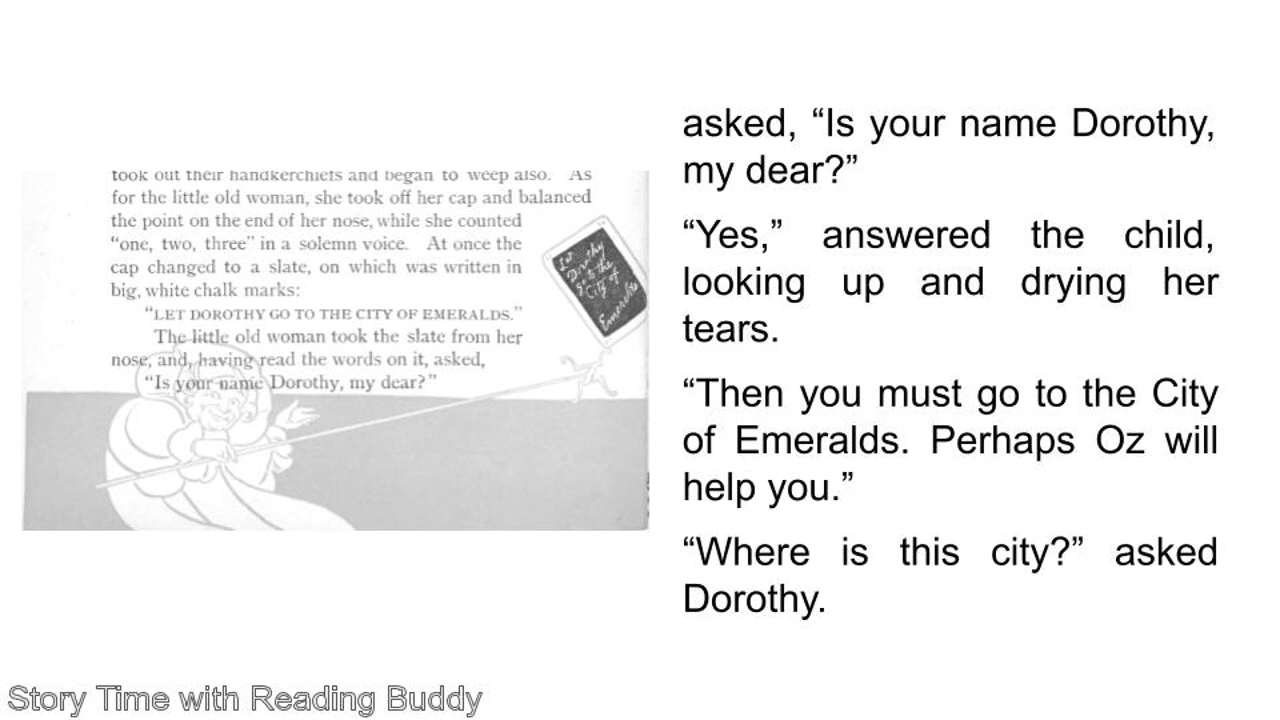 took out their handkerchiefs and began to weep also. As
for the little old woman, she took off her cap and balanced
the point on the end of her nose, while she counted
“one, two, three” in a solemn voice. At once the
cap changed to a slate, on which was written in
big, white chalk marks:
“LET DOROTHY GO TO THE CITY OF EMERALDS.”
The little old woman took the slate from her
nose, and, having read the words on it, asked,
“Is your name Dorothy, my dear?”
Dorothy
City of
Emeralds
asked, “Is your name Dorothy,
my dear?”
“Yes,” answered the child,
looking up and drying her
tears.
“Then you must go to the City
of Emeralds. Perhaps Oz will
help you.”
“Where is this city?” asked
Dorothy.
Story Time with Reading Buddy